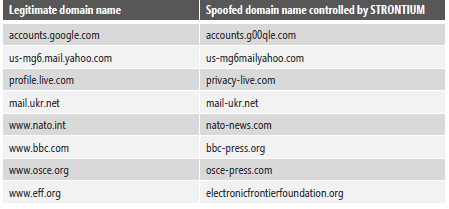 Legitimate domain name Spoofed domain name controlled by STRONTIUM
accounts.google.com accounts.g00qle.com
us-mg6.mail.yahoo.com us-mg6mailyahoo.com
profile.live.com privacy-live.com
mail.ukr.net mail-ukr.net
www.nato.int nato-news.com
www.bbc.com bbc-press.org
www.osce.org osce-press.com
www.eff.org electronicfrontierfoundation.org